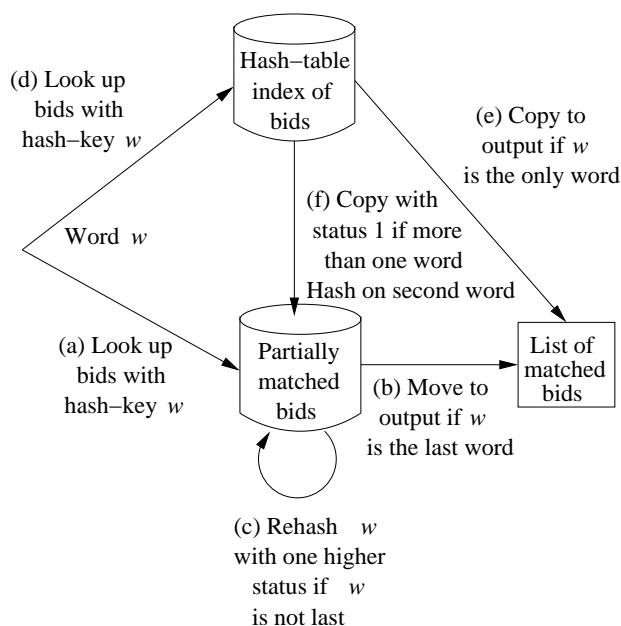 Hash−table
index of
bids
(d) Look up
bids with
hash−key w
(e) Copy to
output if w
is the only word
(f) Copy with
status 1 if more
than one word
Hash on second word
Word w
(a) Look up
bids with
hash−key w
Partially
matched
bids
List of
matched
bids
(b) Move to
output if w
is the last word
(c) Rehash w
with one higher
status if w
is not last